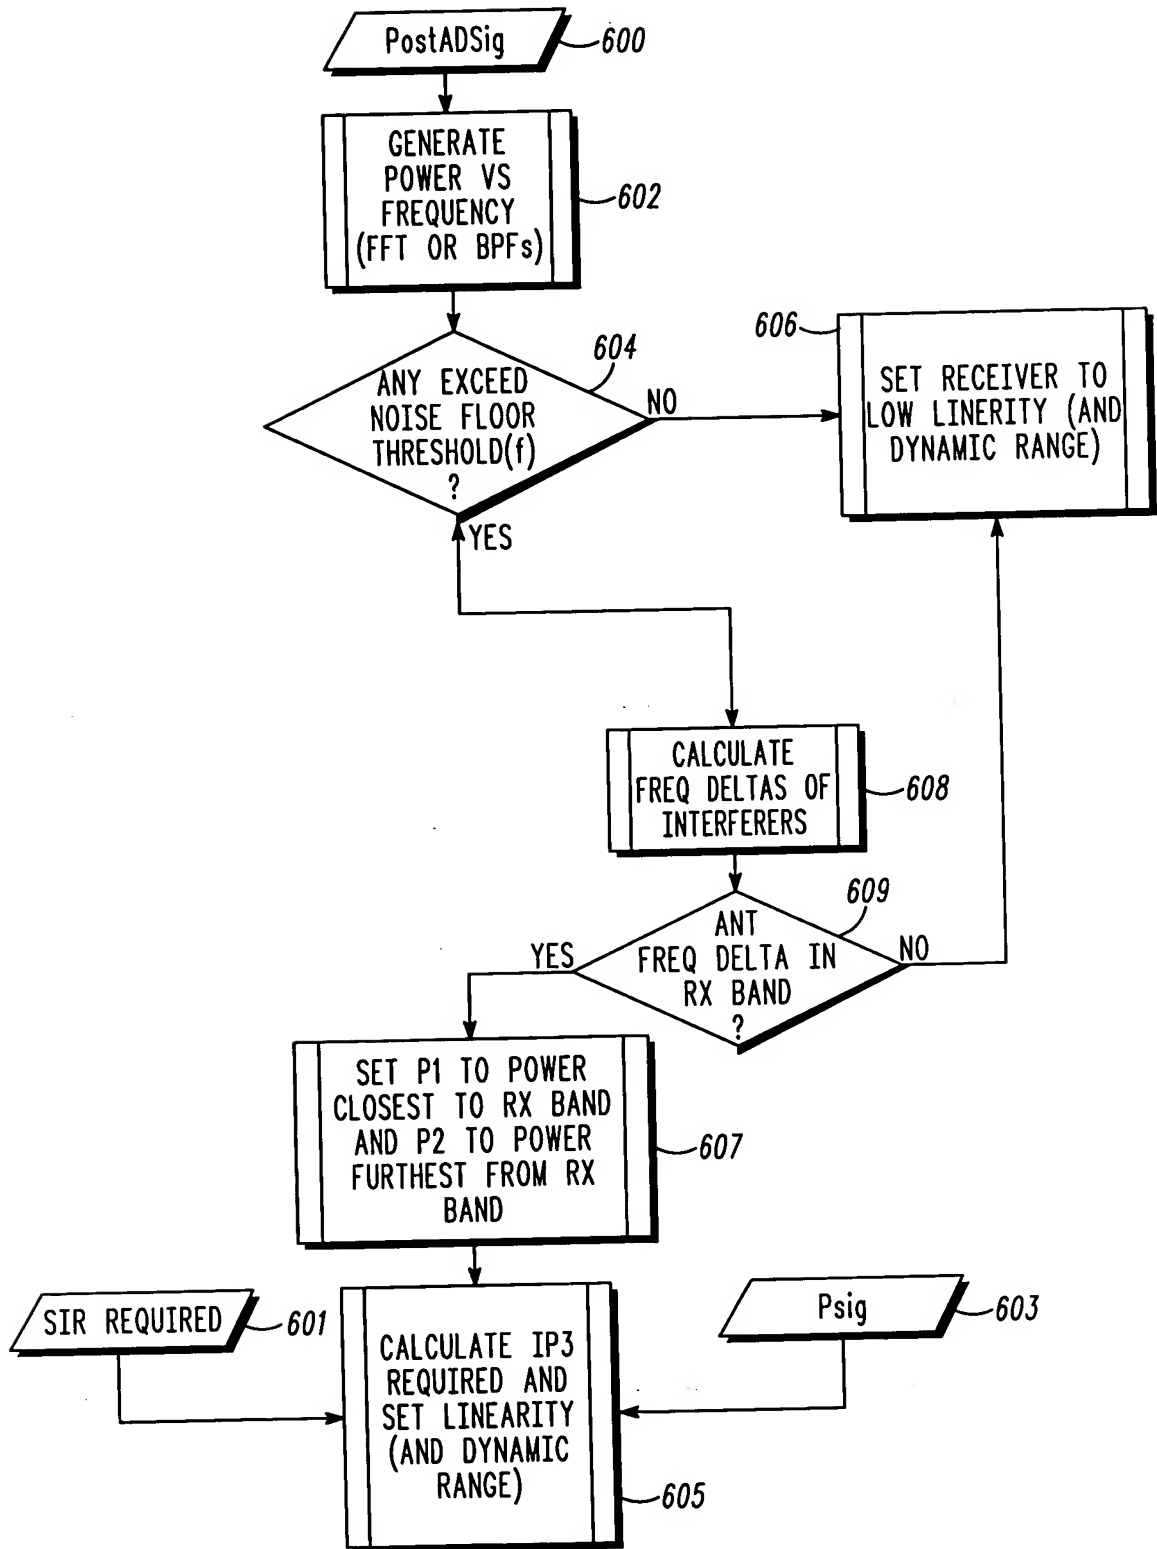 PostADSig
600
GENERATE
POWER VS
FREQUENCY
(FFT OR BPFs)
602
604
ANY EXCEED
NOISE FLOOR
THRESHOLD(f)
?
NO
YES
606
SET RECEIVER TO
LOW LINERITY (AND
DYNAMIC RANGE)
CALCULATE
FREQ DELTAS OF
INTERFERERS
608
609
ANT
FREQ DELTA IN
RX BAND
?
YES
NO
SET P1 TO POWER
CLOSEST TO RX BAND
AND P2 TO POWER
FURTHEST FROM RX
BAND
607
SIR REQUIRED
601
Psig
603
CALCULATE IP3
REQUIRED AND
SET LINEARITY
(AND DYNAMIC
RANGE)
605